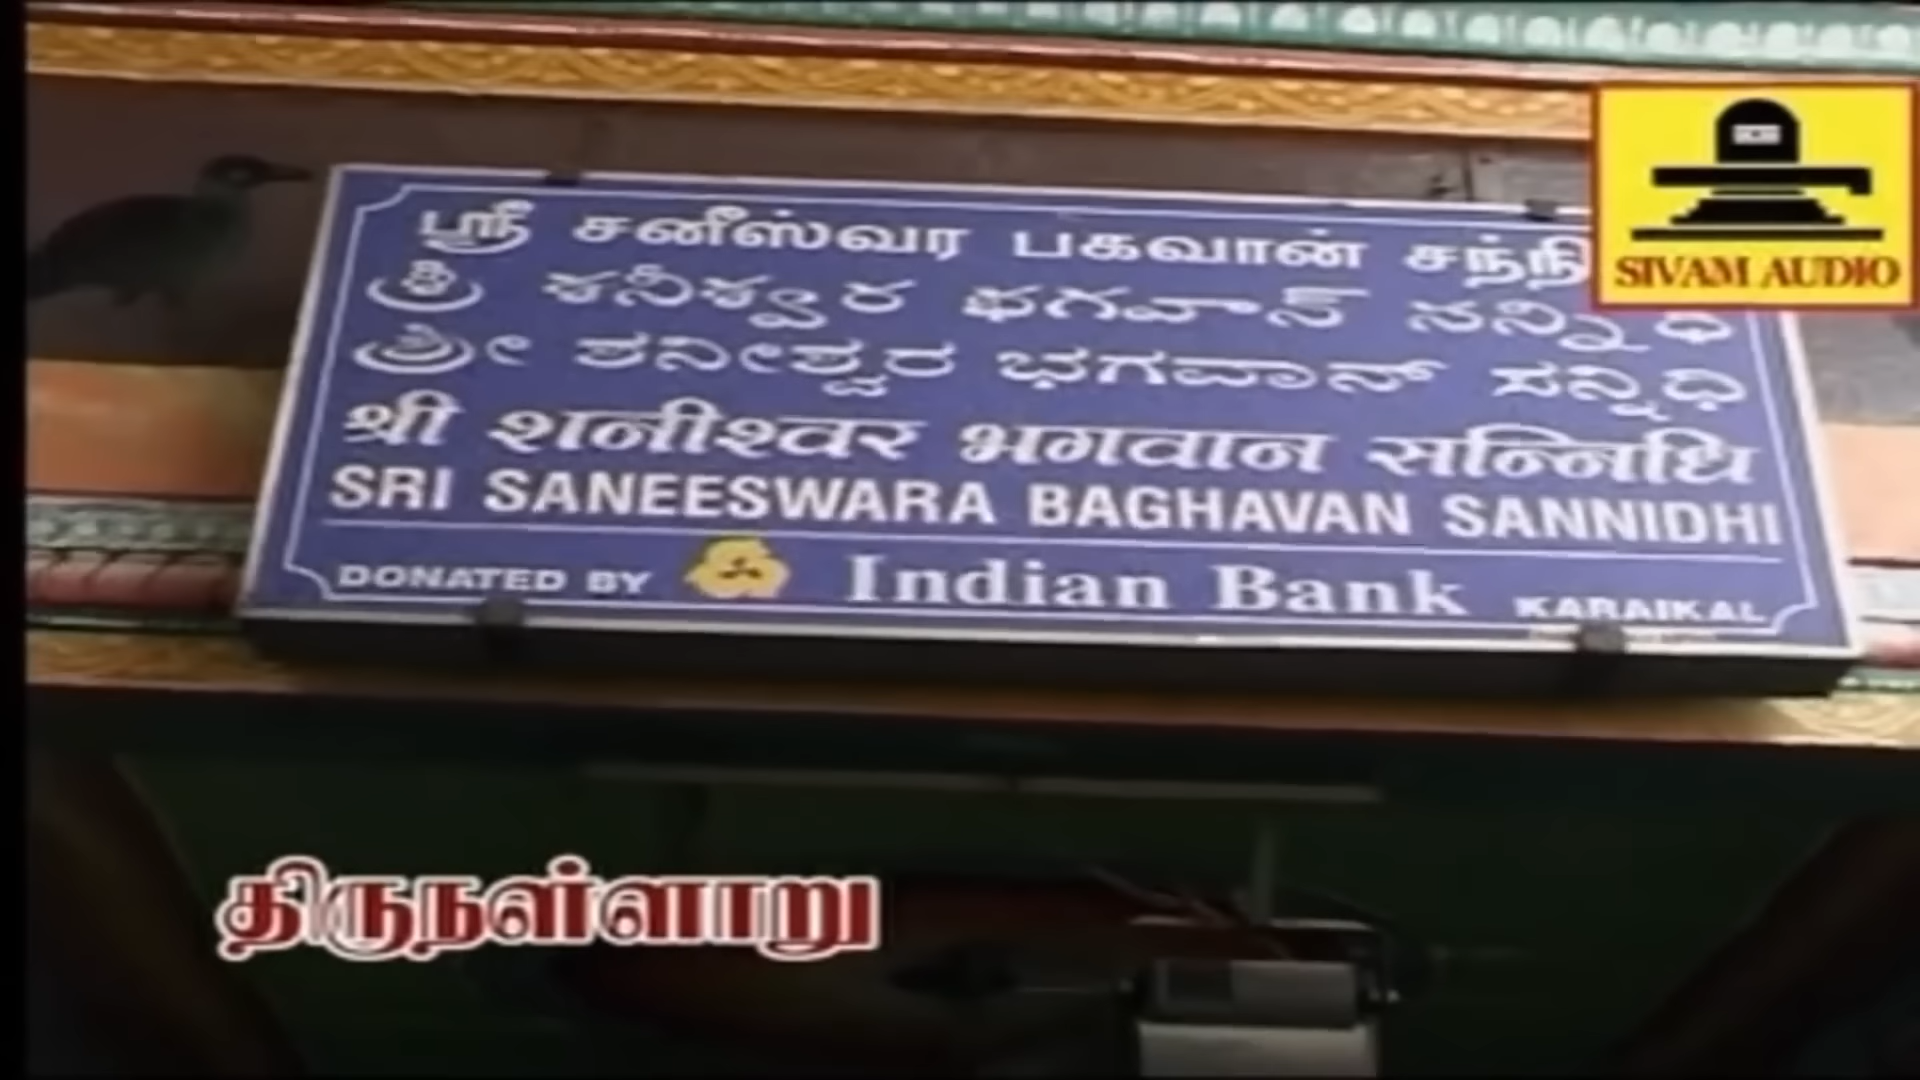 ஸ்ரீ சனீஸ்வர பகவான் சந்நி
శ్రీ శనీశ్వర భగవాన్ సన్నిధి
ಶ್ರೀ ಶನೀಶ್ವರ ಭಗವಾನ್ ಸನ್ನಿಧಿ
श्री शनीश्वर भगवान सन्निधि
SRI SANEESWARA BAGHAVAN SANNIDHI
DONATED BY Indian Bank KARAIKAL
SIVAM AUDIO
திருநள்ளாறு